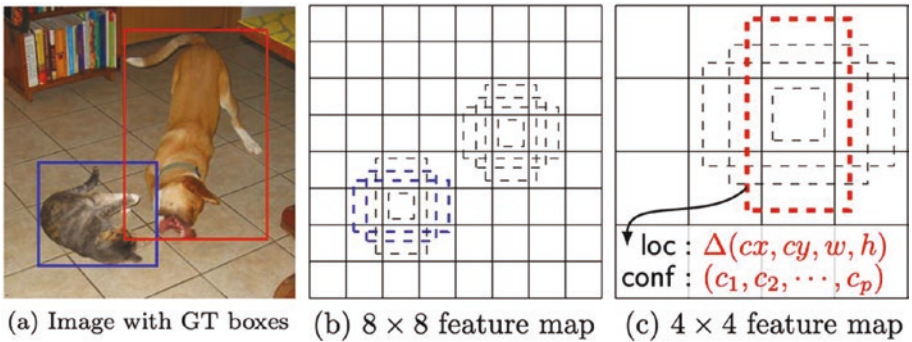 loc : Δ(cx, cy, w, h)
conf : (c₁, c₂, ⋯, cₚ)
(a) Image with GT boxes
(b) 8 × 8 feature map
(c) 4 × 4 feature map